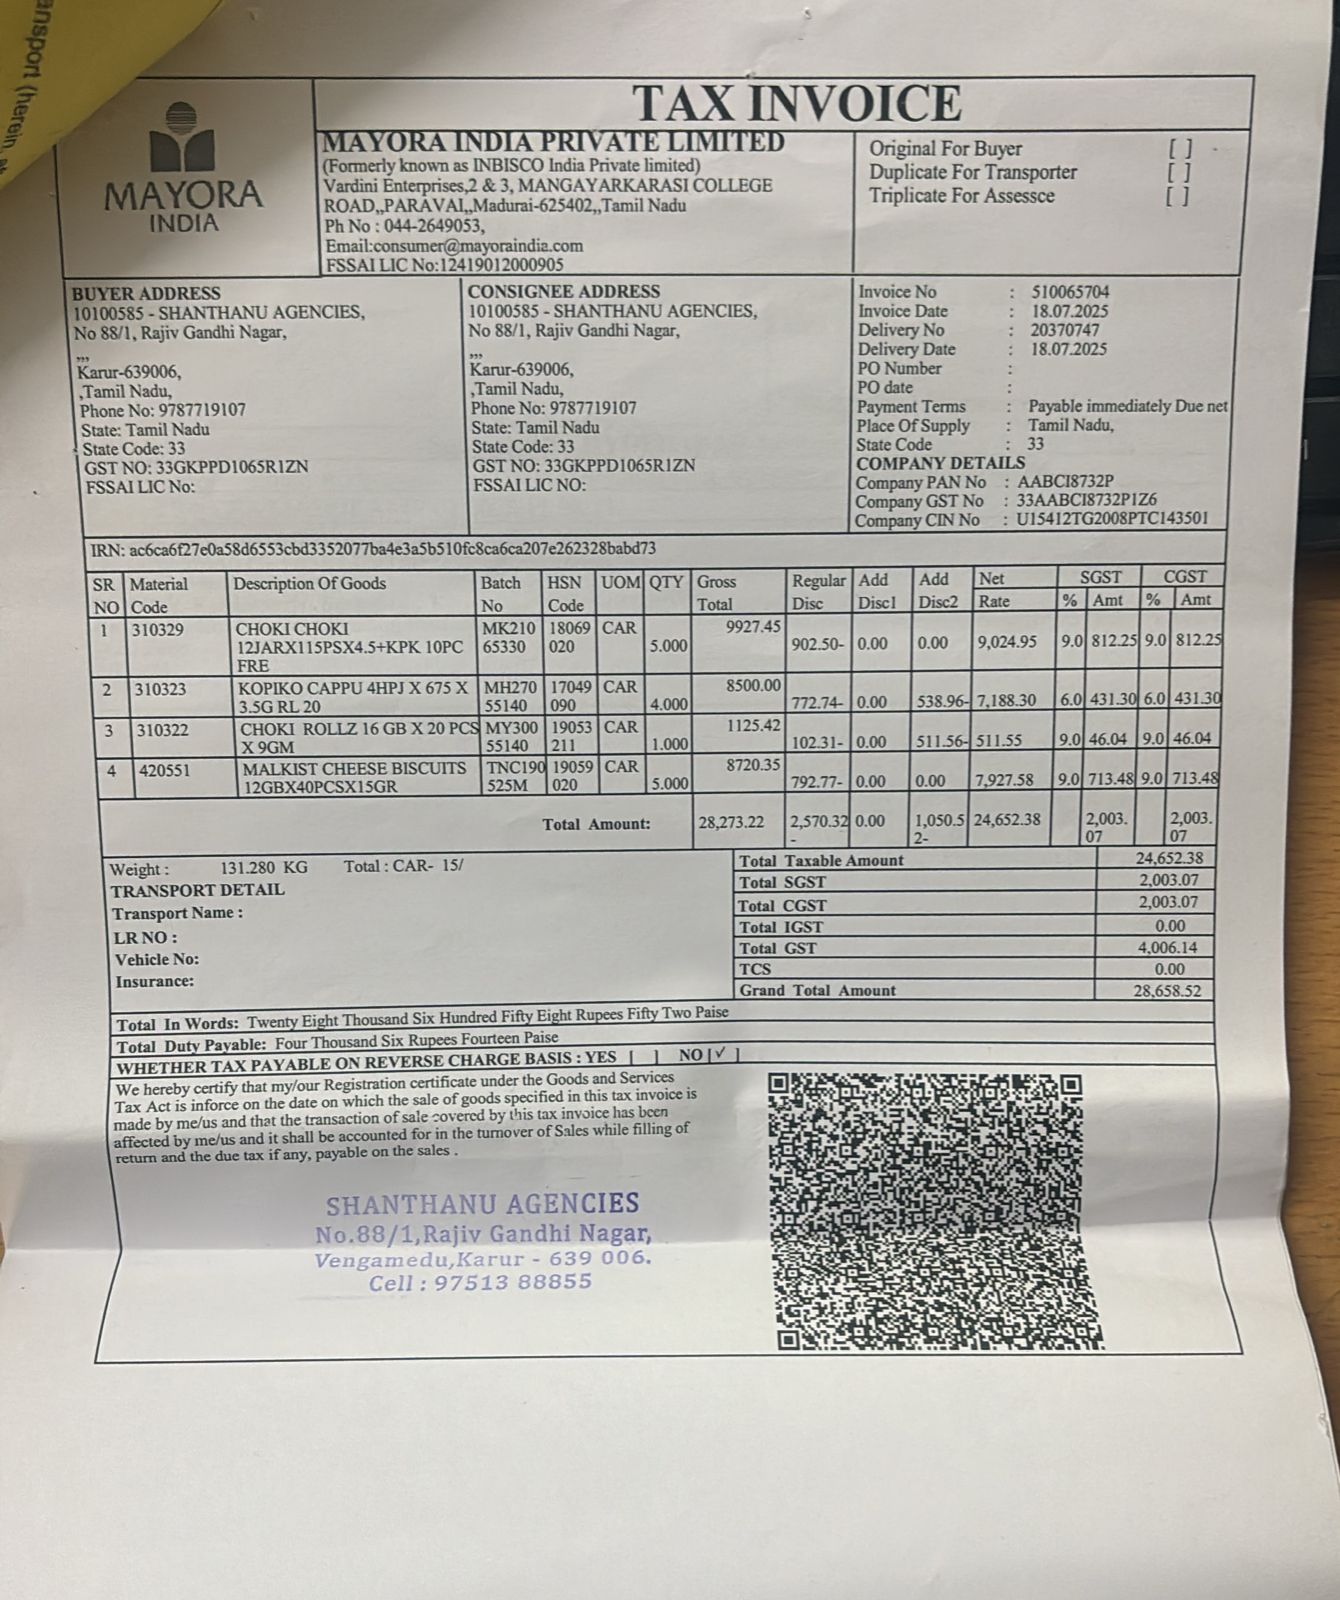 ansport (herein
TAX INVOICE
MAYORA
INDIA
MAYORA INDIA PRIVATE LIMITED
(Formerly known as INBISCO India Private limited)
Vardini Enterprises,2 & 3, MANGAYARKARASI COLLEGE
ROAD,,PARAVAI,,Madurai-625402,,Tamil Nadu
Ph No : 044-2649053,
Email:consumer@mayoraindia.com
FSSAI LIC No:12419012000905
Original For Buyer [ ]
Duplicate For Transporter [ ]
Triplicate For Assessce [ ]
BUYER ADDRESS
10100585 - SHANTHANU AGENCIES,
No 88/1, Rajiv Gandhi Nagar,
,,,
Karur-639006,
,Tamil Nadu,
Phone No: 9787719107
State: Tamil Nadu
State Code: 33
GST NO: 33GKPPD1065R1ZN
FSSAI LIC No:
CONSIGNEE ADDRESS
10100585 - SHANTHANU AGENCIES,
No 88/1, Rajiv Gandhi Nagar,
,,,
Karur-639006,
,Tamil Nadu,
Phone No: 9787719107
State: Tamil Nadu
State Code: 33
GST NO: 33GKPPD1065R1ZN
FSSAI LIC NO:
Invoice No : 510065704
Invoice Date : 18.07.2025
Delivery No : 20370747
Delivery Date : 18.07.2025
PO Number :
PO date :
Payment Terms : Payable immediately Due net
Place Of Supply : Tamil Nadu,
State Code : 33
COMPANY DETAILS
Company PAN No : AABCI8732P
Company GST No : 33AABCI8732P1Z6
Company CIN No : U15412TG2008PTC143501
IRN: ac6ca6f27e0a58d6553cbd3352077ba4e3a5b510fc8ca6ca207e262328babd73
SR Material Description Of Goods Batch HSN UOM QTY Gross Regular Add Add Net SGST CGST
NO Code No Code Total Disc Disc1 Disc2 Rate % Amt % Amt
1 310329 CHOKI CHOKI MK210 18069 CAR 9927.45
12JARX115PSX4.5+KPK 10PC 65330 020 5.000 902.50- 0.00 0.00 9,024.95 9.0 812.25 9.0 812.25
FRE
2 310323 KOPIKO CAPPU 4HPJ X 675 X MH270 17049 CAR 8500.00
3.5G RL 20 55140 090 4.000 772.74- 0.00 538.96- 7,188.30 6.0 431.30 6.0 431.30
3 310322 CHOKI ROLLZ 16 GB X 20 PCS MY300 19053 CAR 1125.42
X 9GM 55140 211 1.000 102.31- 0.00 511.56- 511.55 9.0 46.04 9.0 46.04
4 420551 MALKIST CHEESE BISCUITS TNC190 19059 CAR 8720.35
12GBX40PCSX15GR 525M 020 5.000 792.77- 0.00 0.00 7,927.58 9.0 713.48 9.0 713.48
Total Amount: 28,273.22 2,570.32 0.00 1,050.5 24,652.38 2,003. 2,003.
- 2- 07 07
Weight : 131.280 KG Total : CAR- 15/
TRANSPORT DETAIL
Transport Name :
LR NO :
Vehicle No:
Insurance:
Total Taxable Amount 24,652.38
Total SGST 2,003.07
Total CGST 2,003.07
Total IGST 0.00
Total GST 4,006.14
TCS 0.00
Grand Total Amount 28,658.52
Total In Words: Twenty Eight Thousand Six Hundred Fifty Eight Rupees Fifty Two Paise
Total Duty Payable: Four Thousand Six Rupees Fourteen Paise
WHETHER TAX PAYABLE ON REVERSE CHARGE BASIS : YES [ ] NO [✓ ]
We hereby certify that my/our Registration certificate under the Goods and Services
Tax Act is inforce on the date on which the sale of goods specified in this tax invoice is
made by me/us and that the transaction of sale covered by this tax invoice has been
affected by me/us and it shall be accounted for in the turnover of Sales while filling of
return and the due tax if any, payable on the sales .
SHANTHANU AGENCIES
No.88/1,Rajiv Gandhi Nagar,
Vengamedu,Karur - 639 006.
Cell : 97513 88855